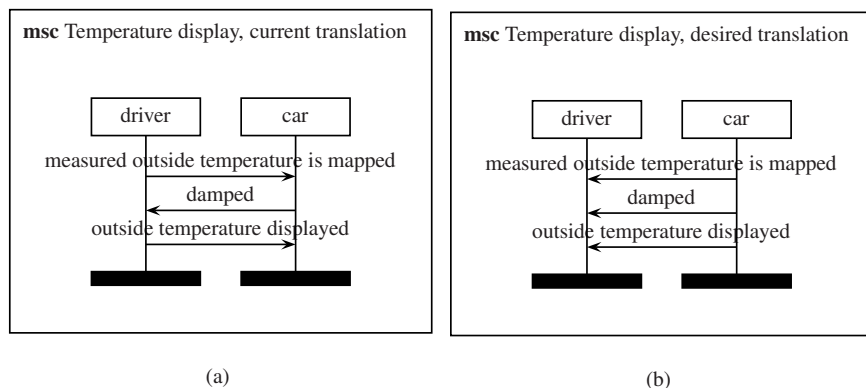 msc Temperature display, current translation
driver car
measured outside temperature is mapped
damped
outside temperature displayed
(a)
msc Temperature display, desired translation
driver car
measured outside temperature is mapped
damped
outside temperature displayed
(b)